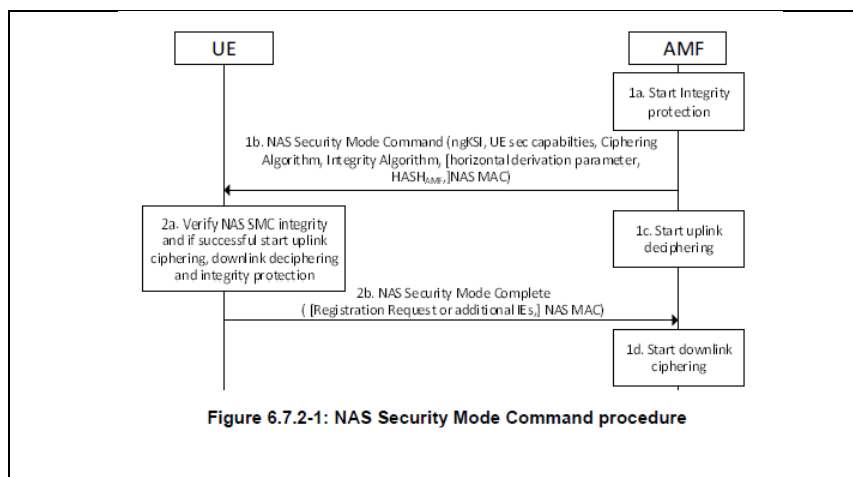 UE
AMF
1a. Start Integrity
protection
1b. NAS Security Mode Command (ngKSI, UE sec capabilties, Ciphering
Algorithm, Integrity Algorithm, [horizontal derivation parameter,
HASHAMF,]NAS MAC)
2a. Verify NAS SMC integrity
and if successful start uplink
ciphering, downlink deciphering
and integrity protection
1c. Start uplink
deciphering
2b. NAS Security Mode Complete
( [Registration Request or additional IEs,] NAS MAC)
1d. Start downlink
ciphering
Figure 6.7.2-1: NAS Security Mode Command procedure